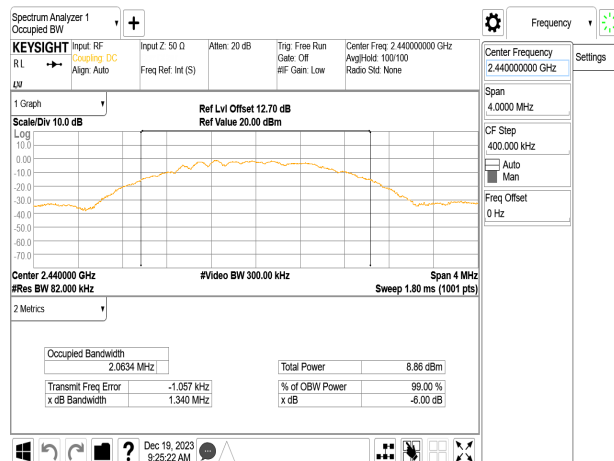 Spectrum Analyzer 1
Occupied BW
Frequency
KEYSIGHT Input: RF Input Z: 50 Ω Atten: 20 dB Trig: Free Run Center Freq: 2.440000000 GHz
RL Coupling: DC Gate: Off Avg|Hold: 100/100
Align: Auto Freq Ref: Int (S) #IF Gain: Low Radio Std: None
Center Frequency
2.440000000 GHz
Settings
Span
4.0000 MHz
CF Step
400.000 kHz
Auto
Man
Freq Offset
0 Hz
1 Graph
Ref Lvl Offset 12.70 dB
Scale/Div 10.0 dB Ref Value 20.00 dBm
Log
10.0
0.00
-10.0
-20.0
-30.0
-40.0
-50.0
-60.0
-70.0
Center 2.440000 GHz #Video BW 300.00 kHz Span 4 MHz
#Res BW 82.000 kHz Sweep 1.80 ms (1001 pts)
2 Metrics
Occupied Bandwidth
2.0634 MHz
Total Power 8.86 dBm
Transmit Freq Error -1.057 kHz % of OBW Power 99.00 %
x dB Bandwidth 1.340 MHz x dB -6.00 dB
? Dec 19, 2023
9:25:22 AM